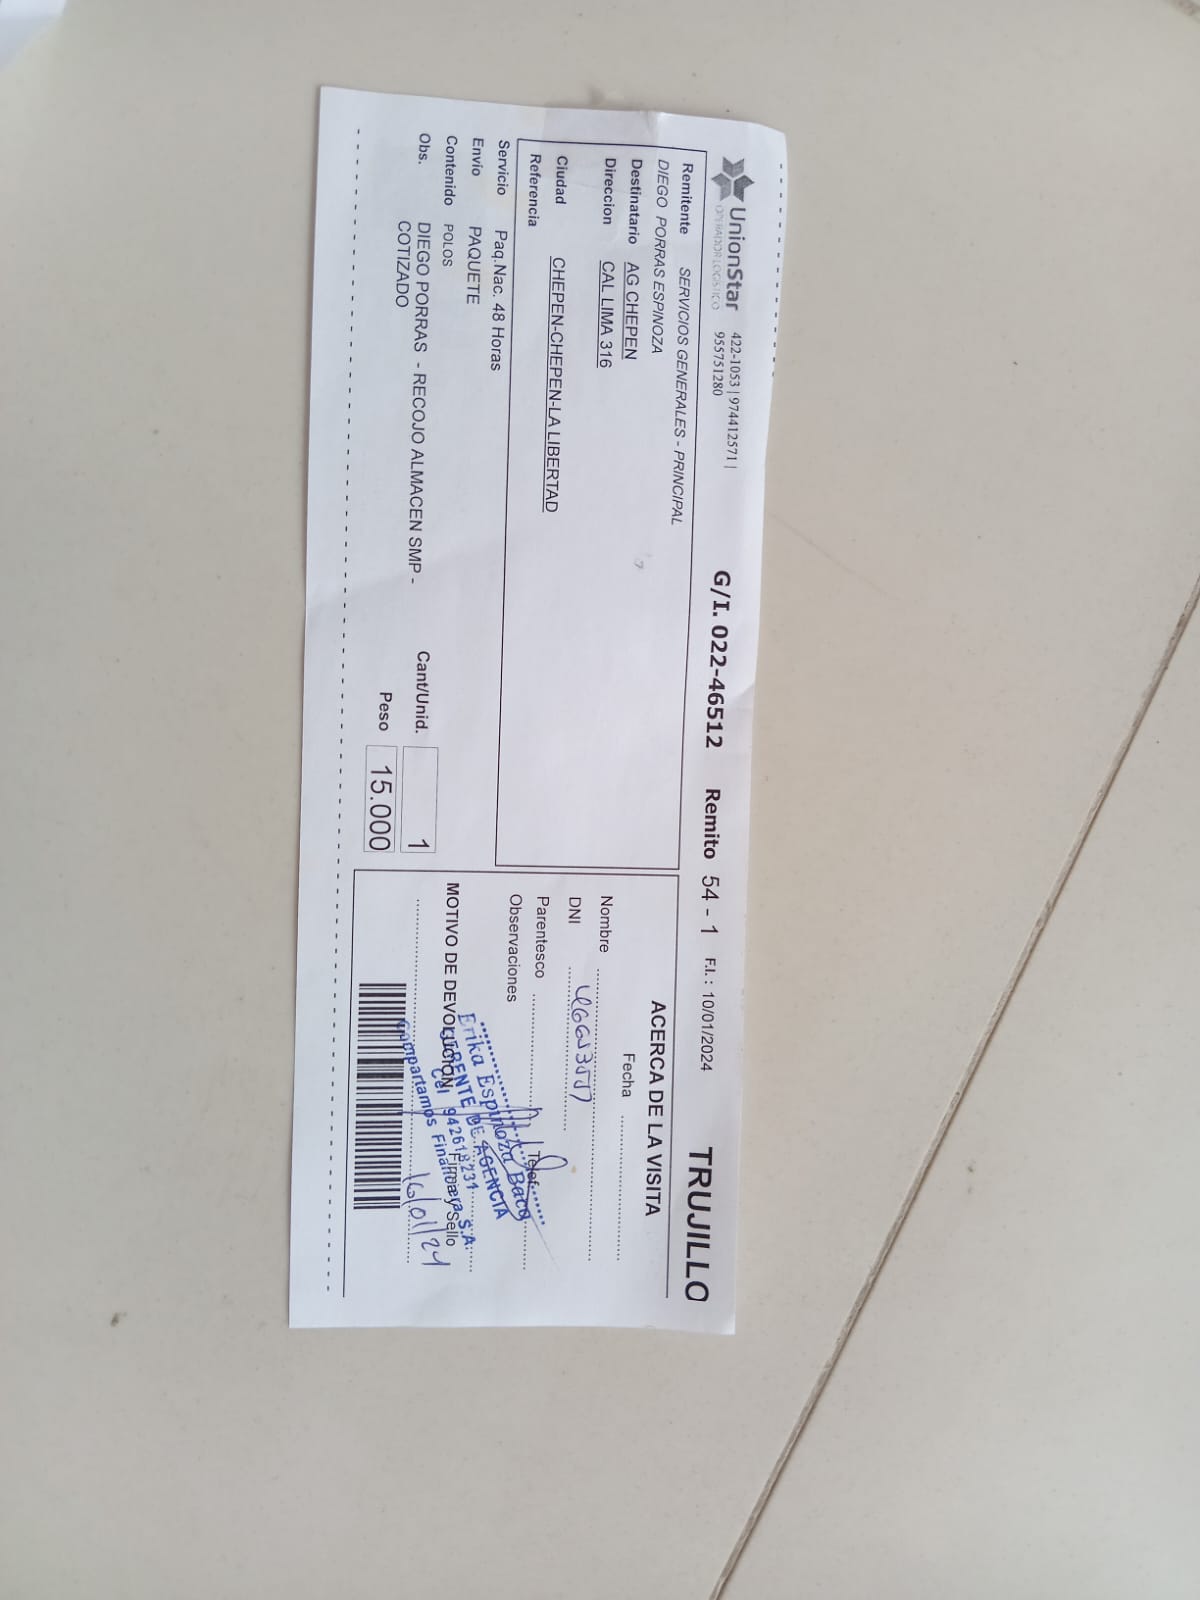 UnionStar
OPERADOR LOGISTICO
422-1053 | 974412571 |
955751280
G/I. 022-46512 Remito 54 - 1 F.I.: 10/01/2024 TRUJILLO
Remitente SERVICIOS GENERALES - PRINCIPAL
DIEGO PORRAS ESPINOZA
Destinatario AG CHEPEN
Direccion CAL LIMA 316
Ciudad CHEPEN-CHEPEN-LA LIBERTAD
Referencia
Servicio Paq.Nac. 48 Horas
Envio PAQUETE
Contenido POLOS
Obs. DIEGO PORRAS - RECOJO ALMACEN SMP -
COTIZADO
Cant/Unid. 1
Peso 15.000
ACERCA DE LA VISITA
Fecha
Nombre
DNI
Parentesco
Telef.
Observaciones
MOTIVO DE DEVOLUCION
Firma y Sello
Erika Espinoza Baca
GERENTE DE AGENCIA
Cel 942618231
Compartamos Financiera S.A.
16/01/24